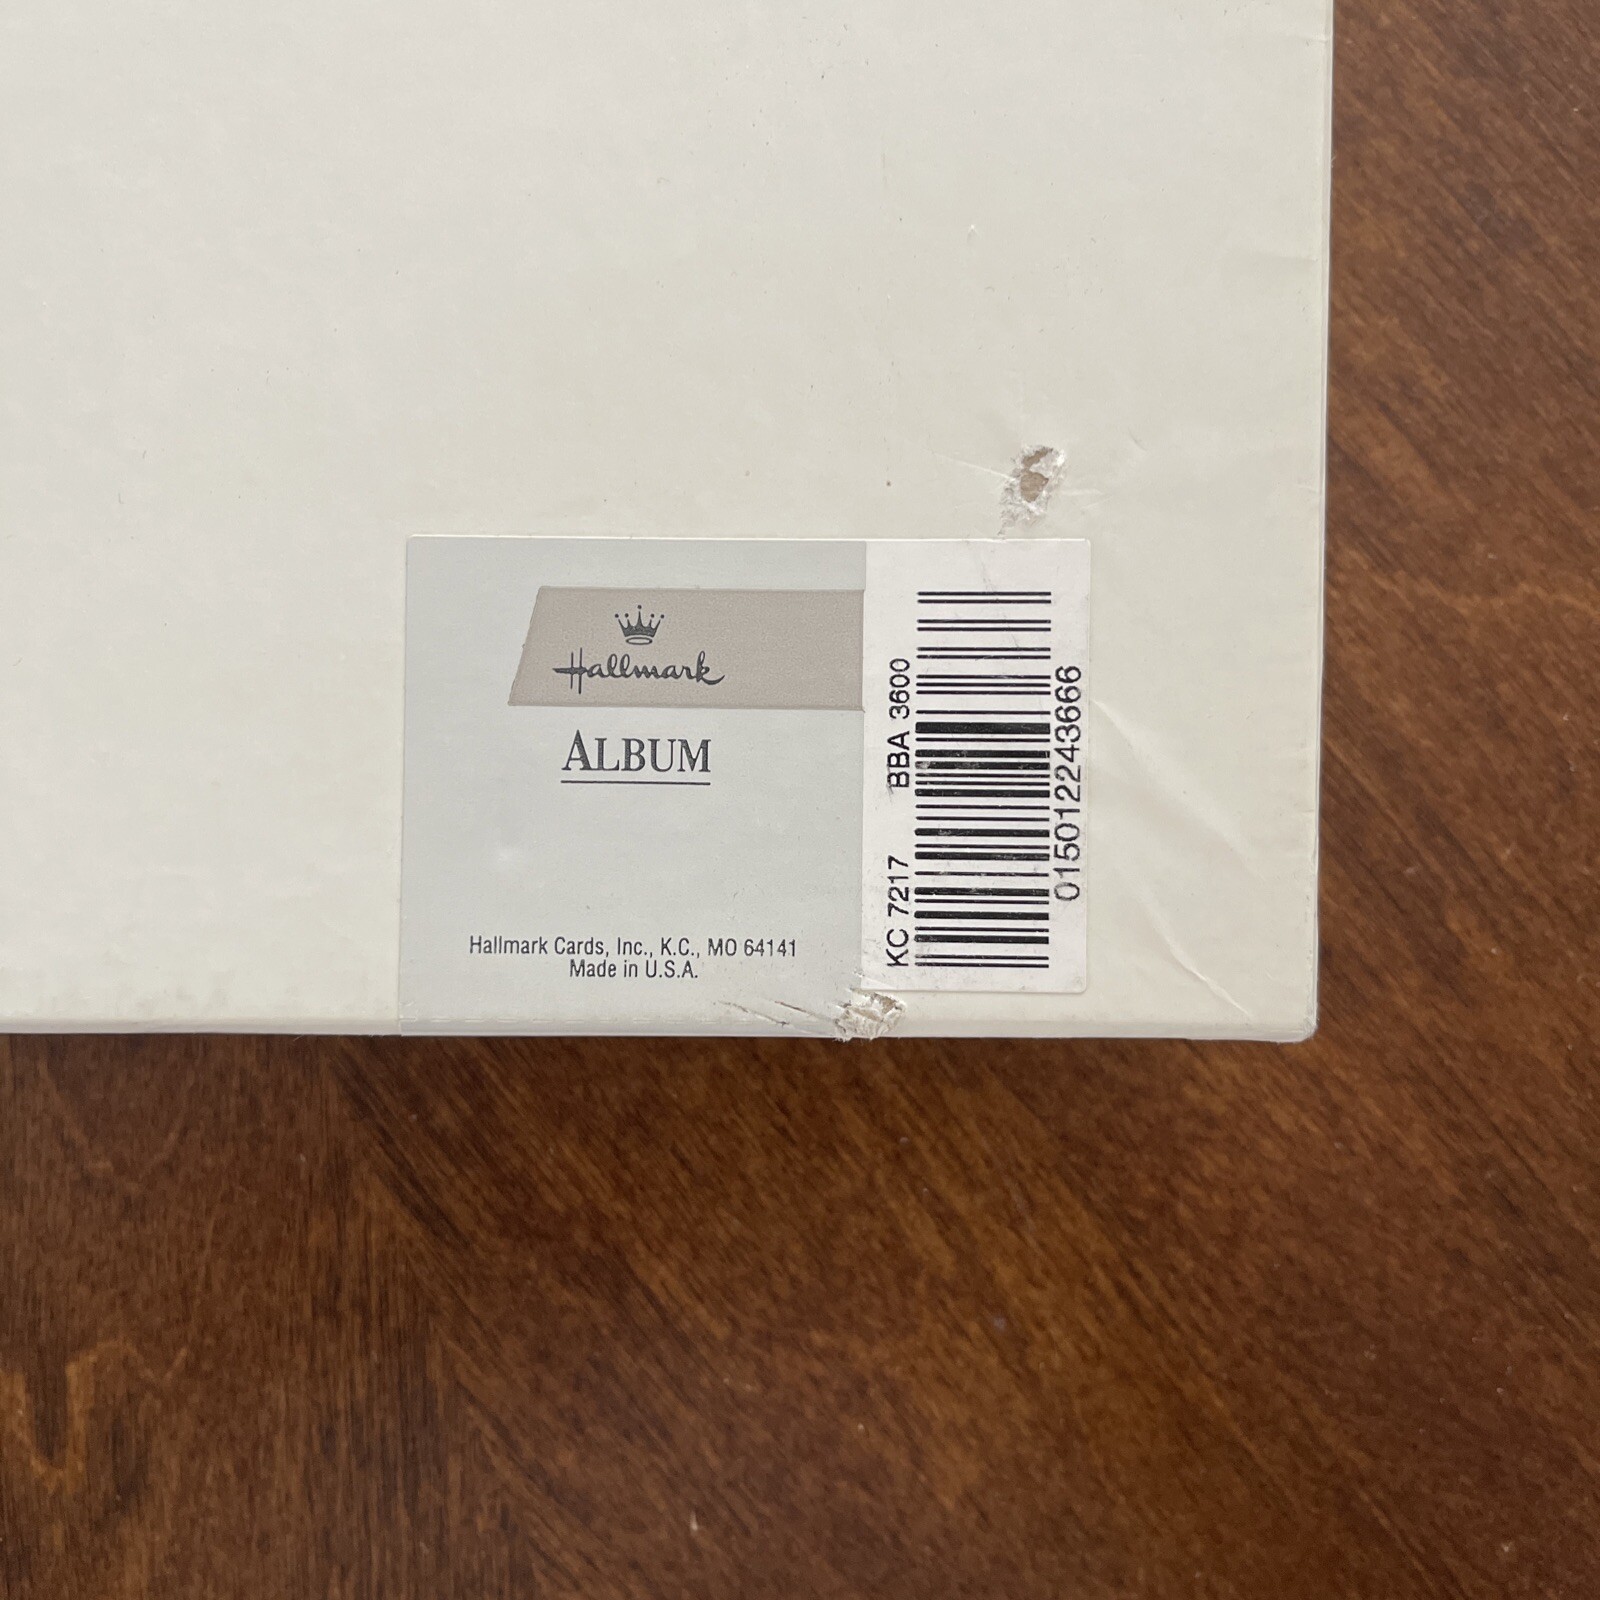 Hallmark
ALBUM
Hallmark Cards, Inc., K.C., MO 64141
Made in U.S.A.
KC 7217 BBA 3600
015012243666